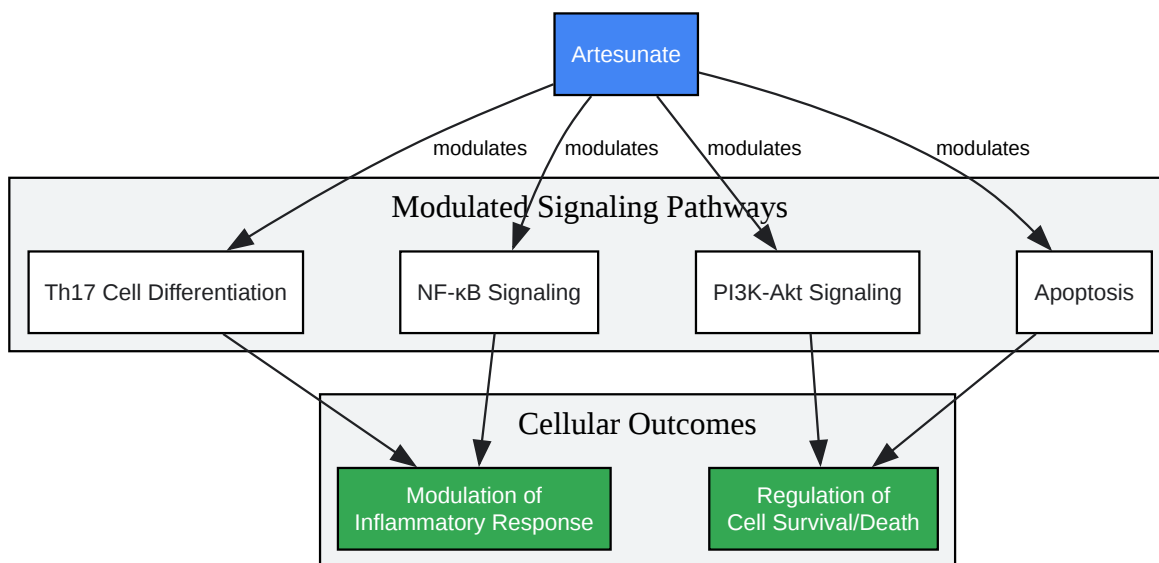 Artesunate
modulates
modulates
modulates
modulates
Modulated Signaling Pathways
Th17 Cell Differentiation
NF-κB Signaling
PI3K-Akt Signaling
Apoptosis
Cellular Outcomes
Modulation of
Inflammatory Response
Regulation of
Cell Survival/Death